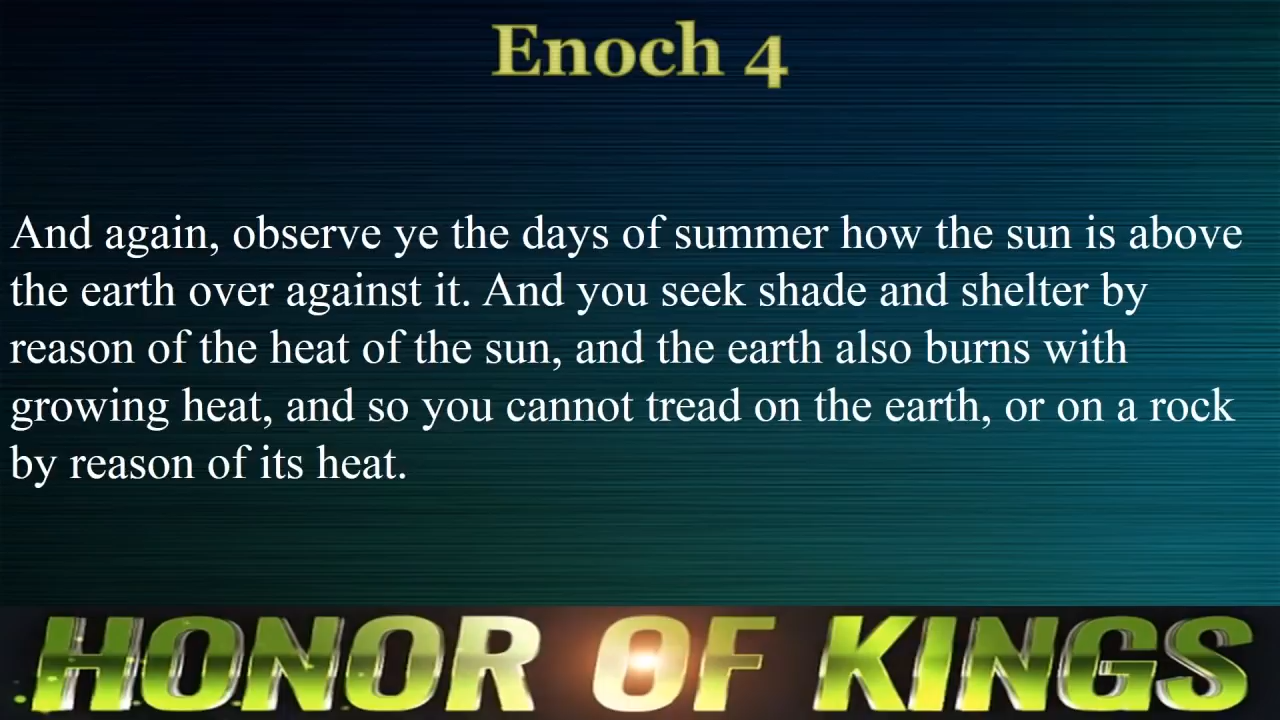 Enoch 4
And again, observe ye the days of summer how the sun is above
the earth over against it. And you seek shade and shelter by
reason of the heat of the sun, and the earth also burns with
growing heat, and so you cannot tread on the earth, or on a rock
by reason of its heat.
HONOR OF KINGS